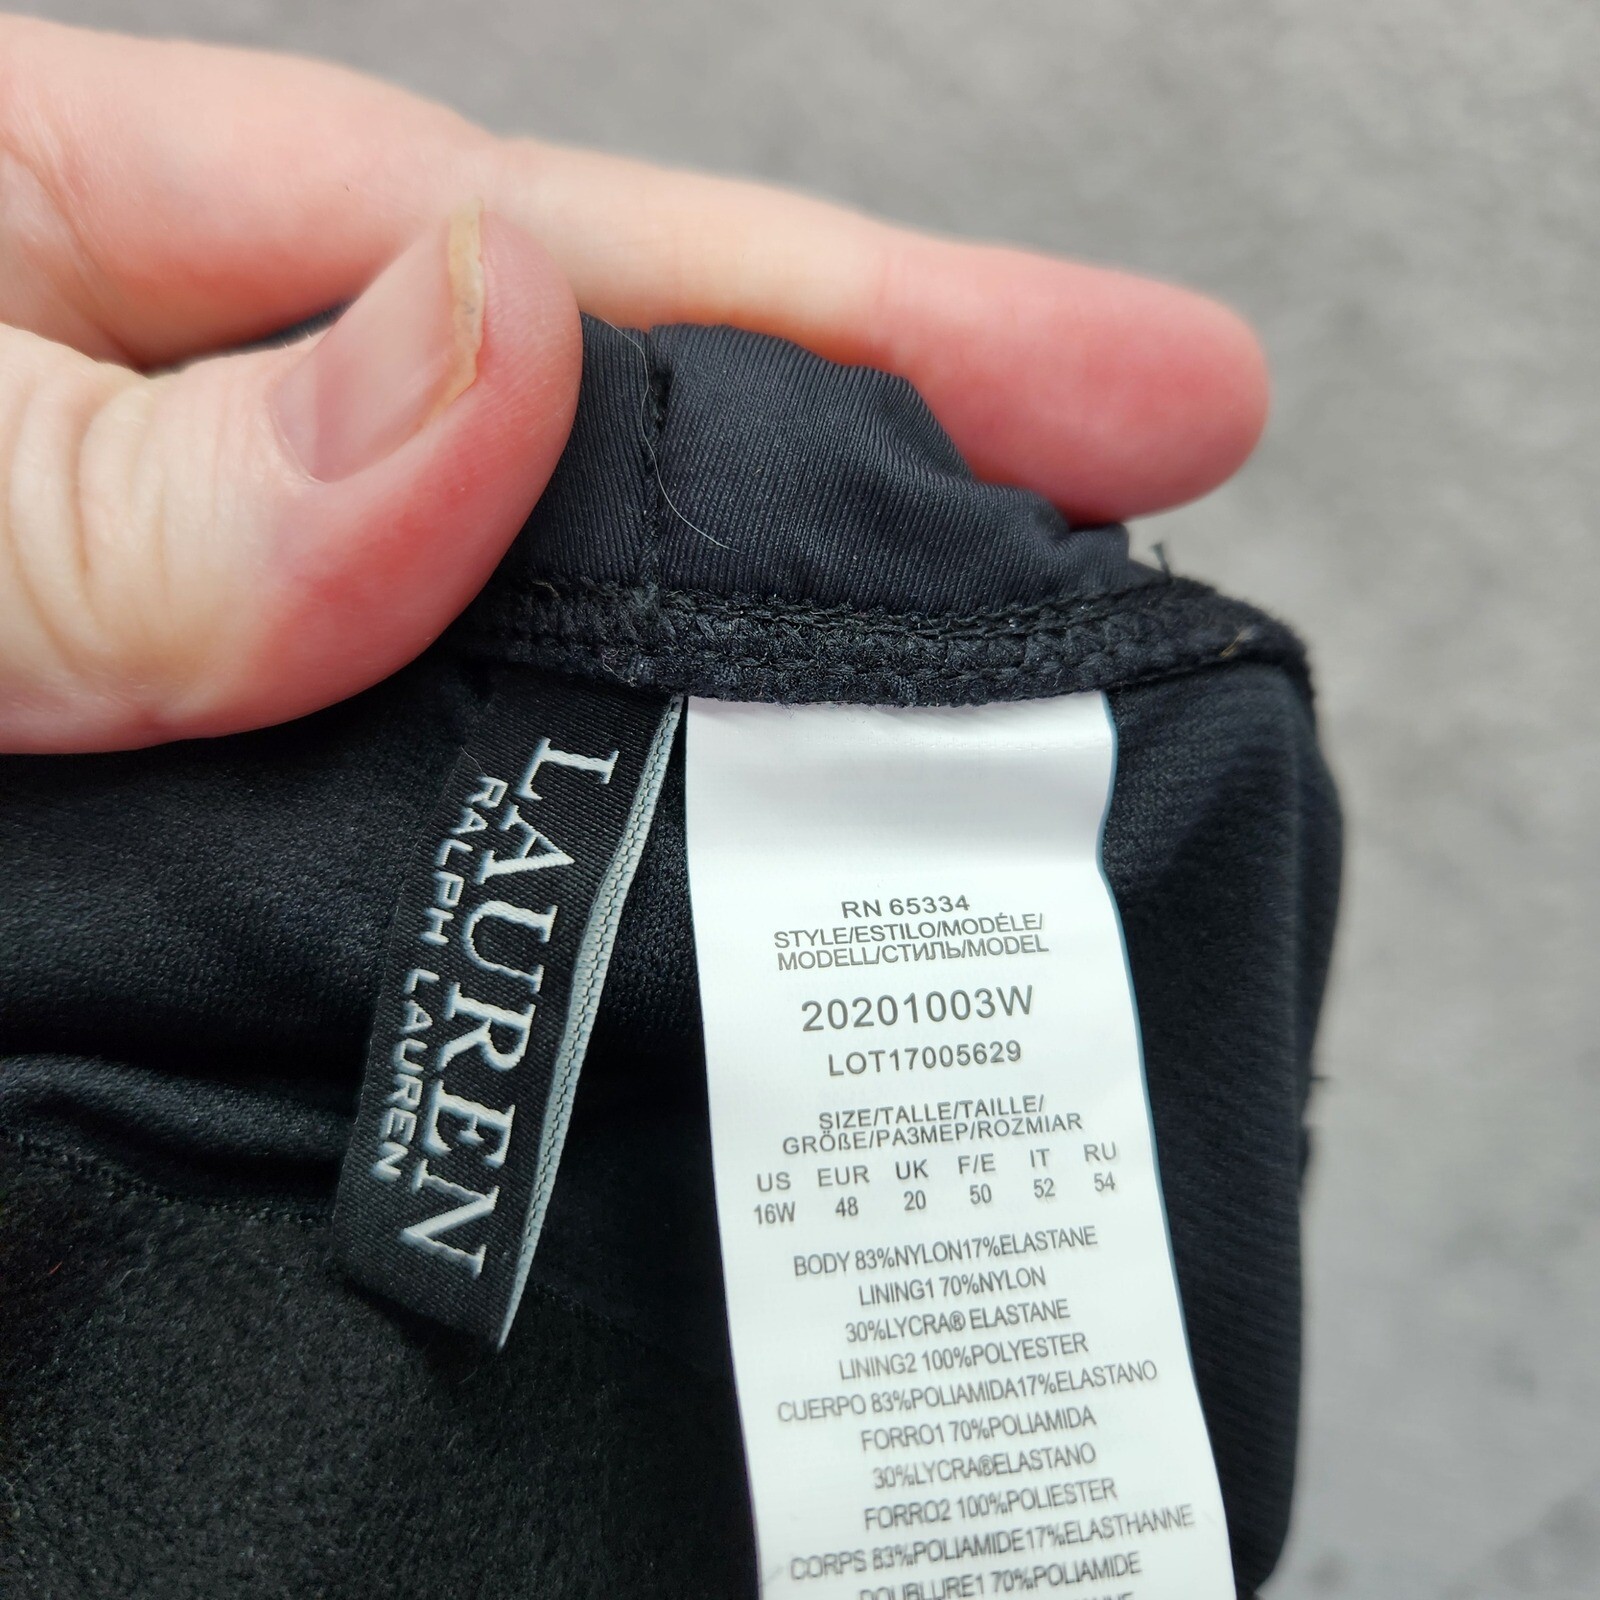 LAUREN
RALPH LAUREN
RN 65334
STYLE/ESTILO/MODÉLE/
MODELL/СТИЛЬ/MODEL
20201003W
LOT17005629
SIZE/TALLE/TAILLE/
GRÖßE/РАЗМЕР/ROZMIAR
US EUR UK F/E IT RU
16W 48 20 50 52 54
BODY 83%NYLON17%ELASTANE
LINING1 70%NYLON
30%LYCRA® ELASTANE
LINING2 100%POLYESTER
CUERPO 83%POLIAMIDA17%ELASTANO
FORRO1 70%POLIAMIDA
30%LYCRA®ELASTANO
FORRO2 100%POLIESTER
CORPS 83%POLIAMIDE17%ELASTHANNE
DOUBLURE1 70%POLIAMIDE